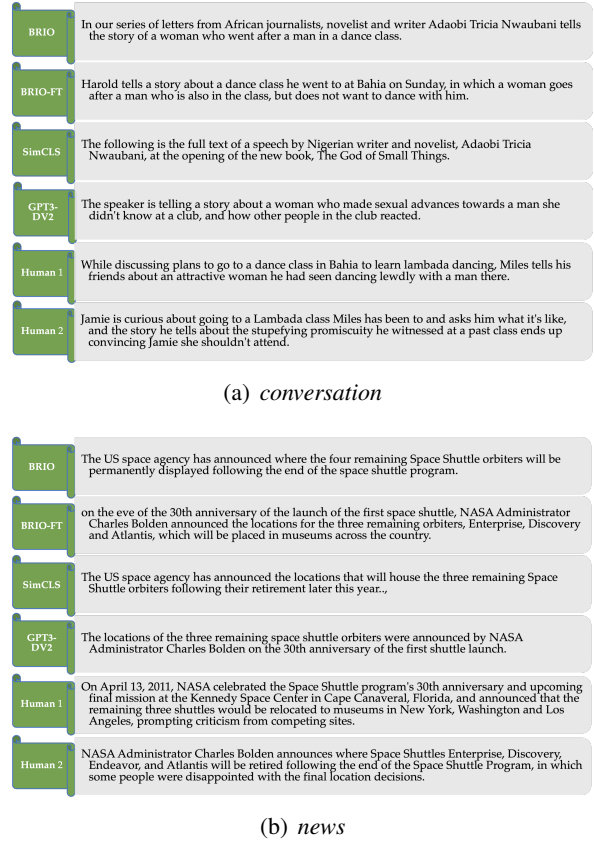 BRIO
In our series of letters from African journalists, novelist and writer Adaobi Tricia Nwaubani tells
the story of a woman who went after a man in a dance class.
BRIO-FT
Harold tells a story about a dance class he went to at Bahia on Sunday, in which a woman goes
after a man who is also in the class, but does not want to dance with him.
SimCLS
The following is the full text of a speech by Nigerian writer and novelist, Adaobi Tricia
Nwaubani, at the opening of the new book, The God of Small Things.
GPT3-
DV2
The speaker is telling a story about a woman who made sexual advances towards a man she
didn't know at a club, and how other people in the club reacted.
Human 1
While discussing plans to go to a dance class in Bahia to learn lambada dancing, Miles tells his
friends about an attractive woman he had seen dancing lewdly with a man there.
Human 2
Jamie is curious about going to a Lambada class Miles has been to and asks him what it's like,
and the story he tells about the stupefying promiscuity he witnessed at a past class ends up
convincing Jamie she shouldn't attend.
(a) conversation
BRIO
The US space agency has announced where the four remaining Space Shuttle orbiters will be
permanently displayed following the end of the space shuttle program.
BRIO-FT
on the eve of the 30th anniversary of the launch of the first space shuttle, NASA Administrator
Charles Bolden announced the locations for the three remaining orbiters, Enterprise, Discovery
and Atlantis, which will be placed in museums across the country.
SimCLS
The US space agency has announced the locations that will house the three remaining Space
Shuttle orbiters following their retirement later this year..,
GPT3-
DV2
The locations of the three remaining space shuttle orbiters were announced by NASA
Administrator Charles Bolden on the 30th anniversary of the first shuttle launch.
Human 1
On April 13, 2011, NASA celebrated the Space Shuttle program's 30th anniversary and upcoming
final mission at the Kennedy Space Center in Cape Canaveral, Florida, and announced that the
remaining three shuttles would be relocated to museums in New York, Washington and Los
Angeles, prompting criticism from competing sites.
Human 2
NASA Administrator Charles Bolden announces where Space Shuttles Enterprise, Discovery,
Endeavor, and Atlantis will be retired following the end of the Space Shuttle Program, in which
some people were disappointed with the final location decisions.
(b) news